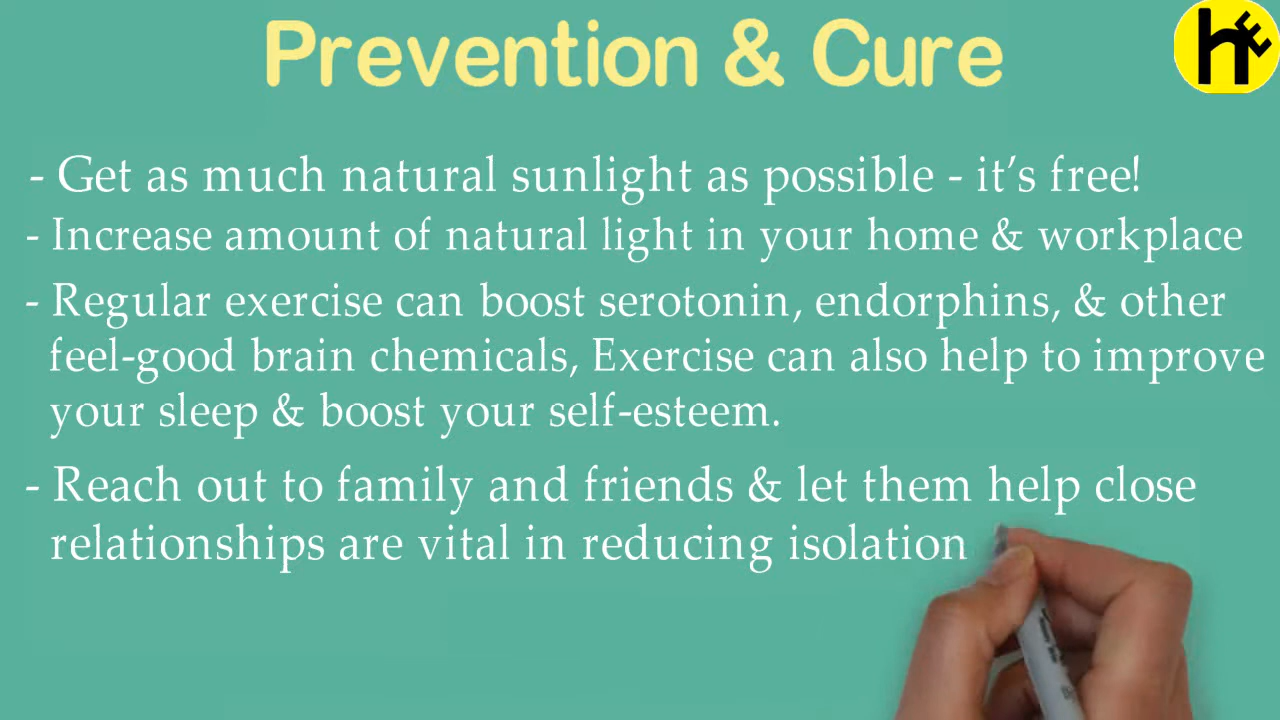 Prevention & Cure
- Get as much natural sunlight as possible - it's free!
- Increase amount of natural light in your home & workplace
- Regular exercise can boost serotonin, endorphins, & other
feel-good brain chemicals, Exercise can also help to improve
your sleep & boost your self-esteem.
- Reach out to family and friends & let them help close
relationships are vital in reducing isolation